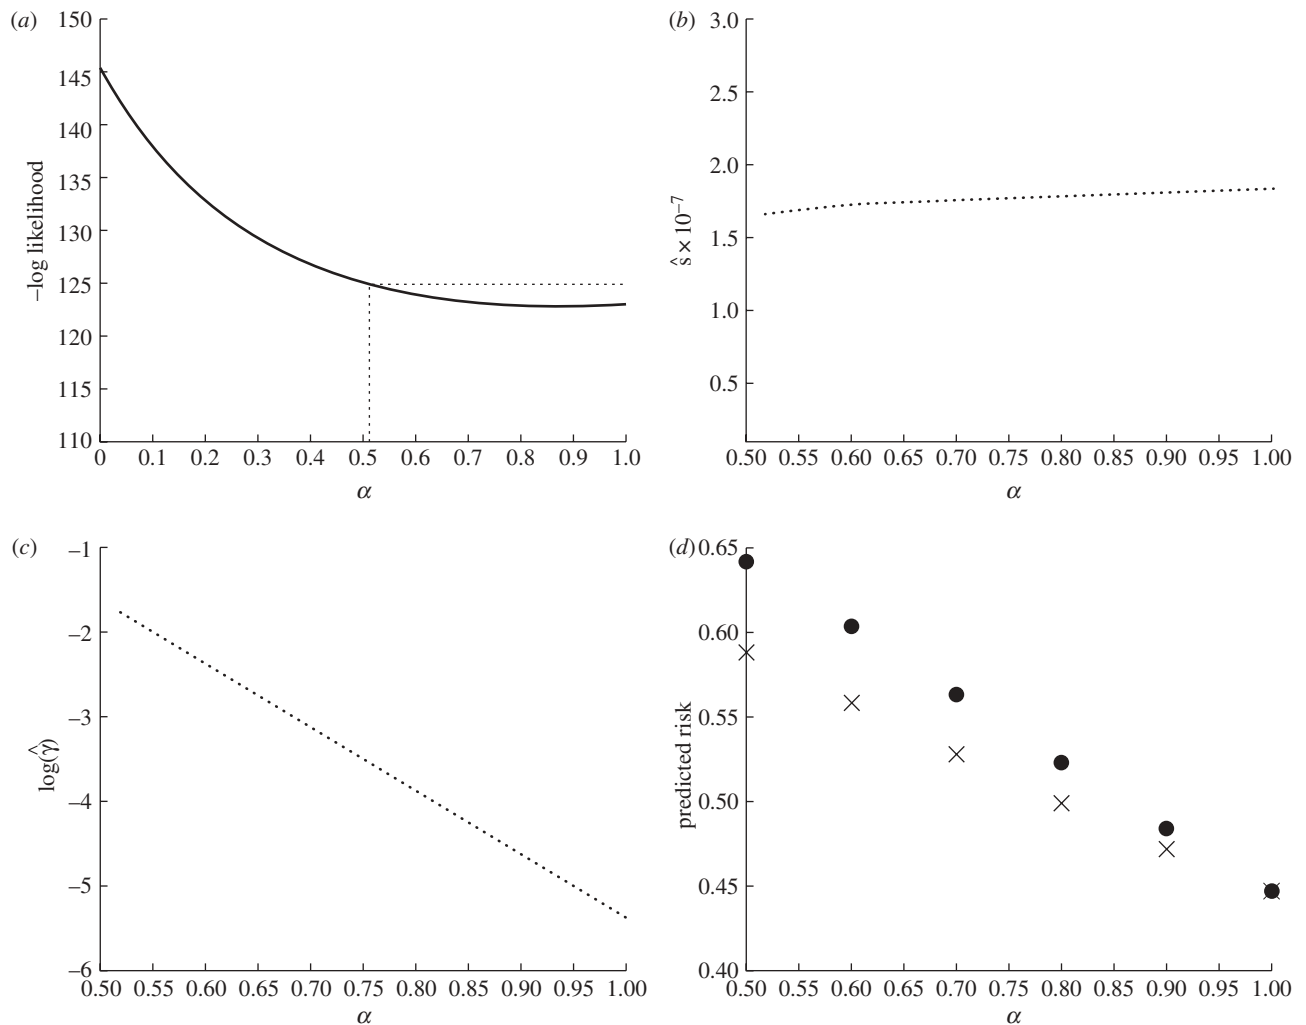 (a)
150
145
140
135
130
125
120
115
110
–log likelihood
0 0.1 0.2 0.3 0.4 0.5 0.6 0.7 0.8 0.9 1.0
α
(b)
3.0
2.5
2.0
1.5
1.0
0.5
ŝ × 10⁻⁷
0.50 0.55 0.60 0.65 0.70 0.75 0.80 0.85 0.90 0.95 1.00
α
(c)
–1
–2
–3
–4
–5
–6
log(γ̂)
0.50 0.55 0.60 0.65 0.70 0.75 0.80 0.85 0.90 0.95 1.00
α
(d)
0.65
0.60
0.55
0.50
0.45
0.40
predicted risk
0.50 0.55 0.60 0.65 0.70 0.75 0.80 0.85 0.90 0.95 1.00
α